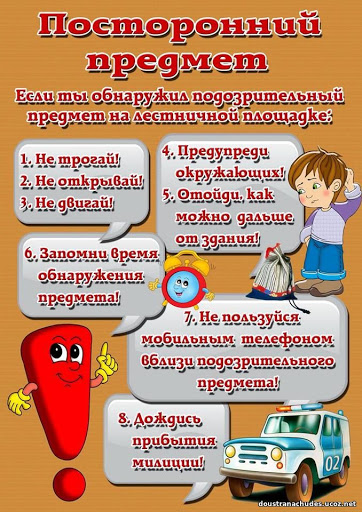 Посторонний
предмет
Если ты обнаружил подозрительный
предмет на лестничной площадке:
1. Не трогай!
2. Не открывай!
3. Не двигай!
4. Предупреди
окружающих!
5. Отойди, как
можно дальше
от здания!
6. Запомни время
обнаружения
предмета!
7. Не пользуйся
мобильным телефоном
вблизи подозрительного
предмета!
8. Дождись
прибытия
милиции!
02
doustranachudes.ucoz.net